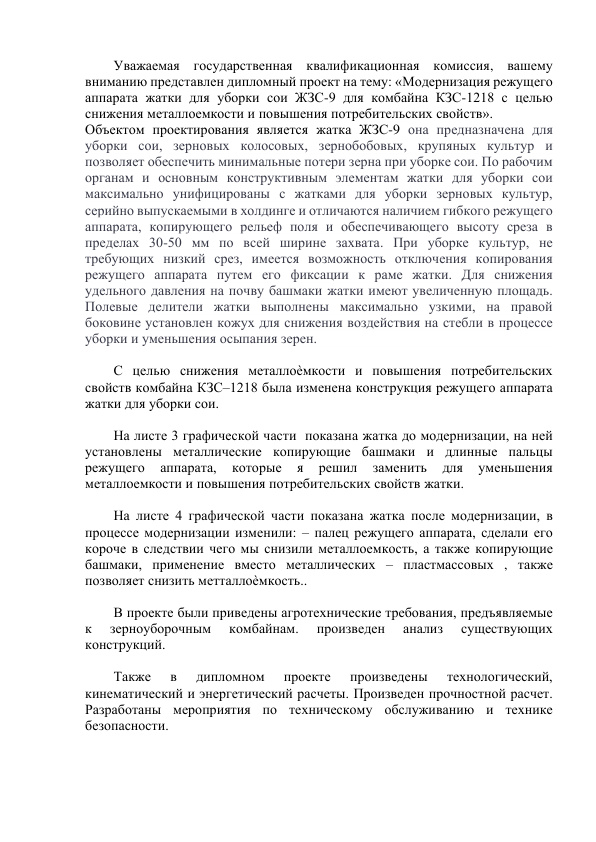 Уважаемая государственная квалификационная комиссия, вашему
вниманию представлен дипломный проект на тему: «Модернизация режущего
аппарата жатки для уборки сои ЖЗС-9 для комбайна КЗС-1218 с целью
снижения металлоемкости и повышения потребительских свойств».
Объектом проектирования является жатка ЖЗС-9 она предназначена для
уборки сои, зерновых колосовых, зернобобовых, крупяных культур и
позволяет обеспечить минимальные потери зерна при уборке сои. По рабочим
органам и основным конструктивным элементам жатки для уборки сои
максимально унифицированы с жатками для уборки зерновых культур,
серийно выпускаемыми в холдинге и отличаются наличием гибкого режущего
аппарата, копирующего рельеф поля и обеспечивающего высоту среза в
пределах 30-50 мм по всей ширине захвата. При уборке культур, не
требующих низкий срез, имеется возможность отключения копирования
режущего аппарата путем его фиксации к раме жатки. Для снижения
удельного давления на почву башмаки жатки имеют увеличенную площадь.
Полевые делители жатки выполнены максимально узкими, на правой
боковине установлен кожух для снижения воздействия на стебли в процессе
уборки и уменьшения осыпания зерен.
С целью снижения металлоѐмкости и повышения потребительских
свойств комбайна КЗС–1218 была изменена конструкция режущего аппарата
жатки для уборки сои.
На листе 3 графической части показана жатка до модернизации, на ней
установлены металлические копирующие башмаки и длинные пальцы
режущего аппарата, которые я решил заменить для уменьшения
металлоемкости и повышения потребительских свойств жатки.
На листе 4 графической части показана жатка после модернизации, в
процессе модернизации изменили: – палец режущего аппарата, сделали его
короче в следствии чего мы снизили металлоемкость, а также копирующие
башмаки, применение вместо металлических – пластмассовых , также
позволяет снизить метталлоѐмкость..
В проекте были приведены агротехнические требования, предъявляемые
к зерноуборочным комбайнам. произведен анализ существующих
конструкций.
Также в дипломном проекте произведены технологический,
кинематический и энергетический расчеты. Произведен прочностной расчет.
Разработаны мероприятия по техническому обслуживанию и технике
безопасности.